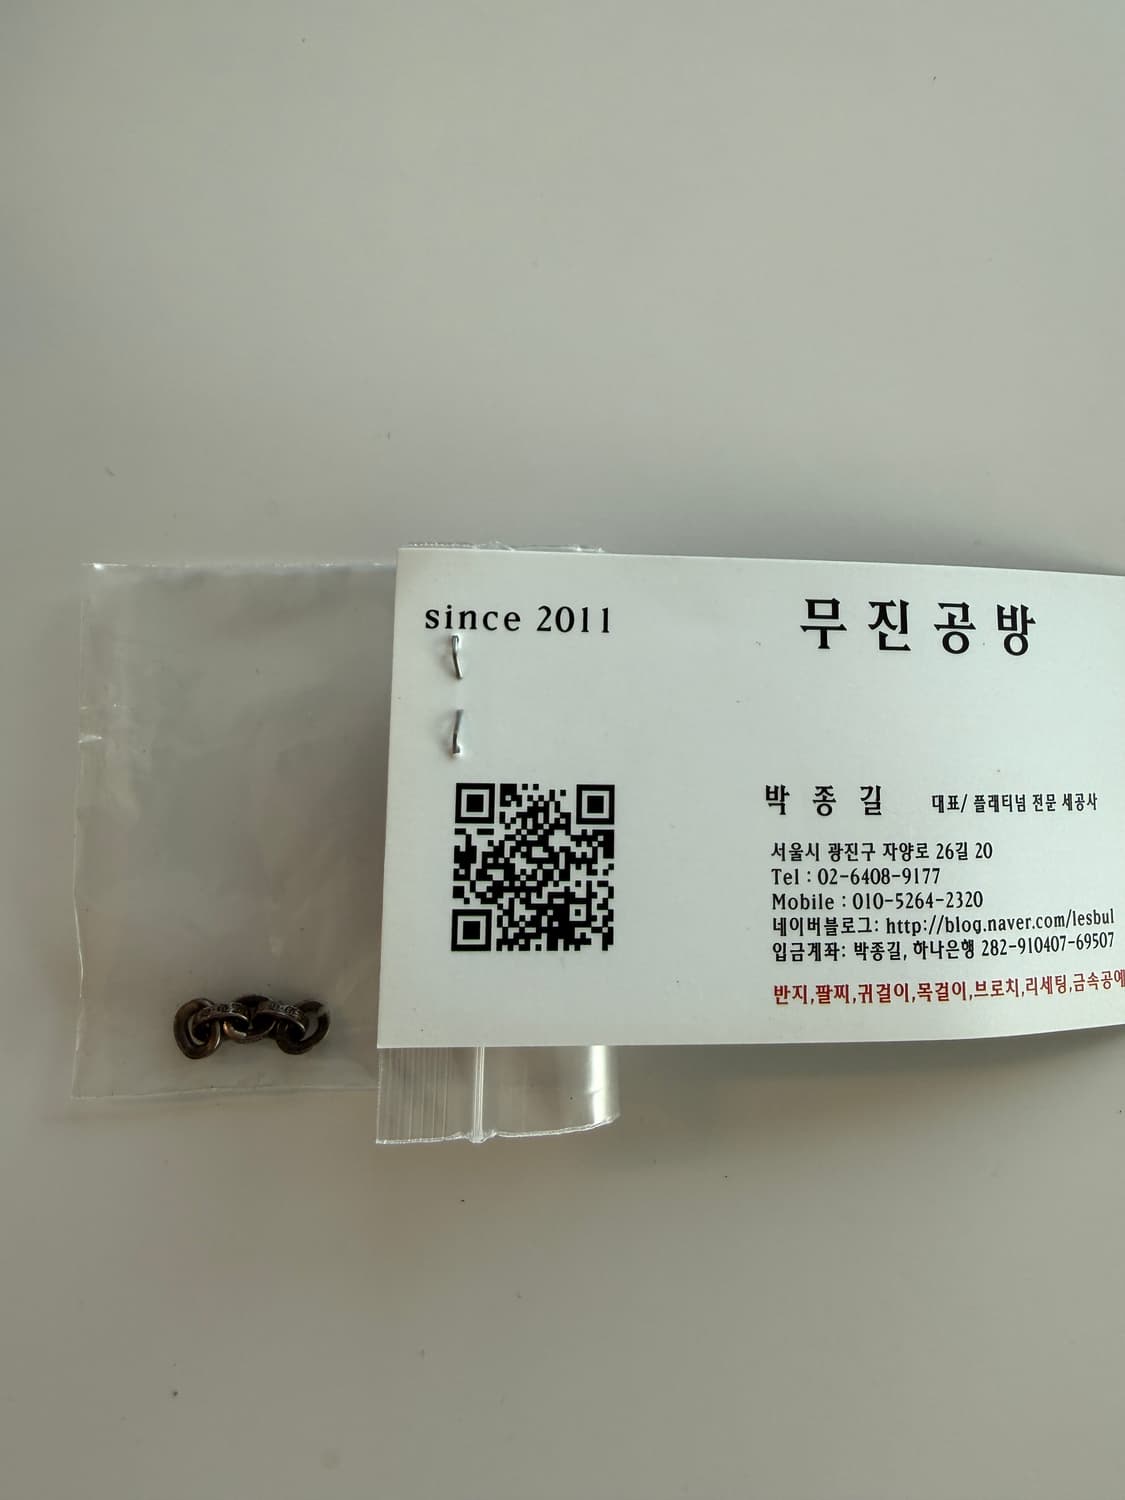 since 2011
무진공방
박종길 대표/ 플래티넘 전문 세공사
서울시 광진구 자양로 26길 20
Tel : 02-6408-9177
Mobile : 010-5264-2320
네이버블로그: http://blog.naver.com/lesbul
입금계좌: 박종길, 하나은행 282-910407-69507
반지,팔찌,귀걸이,목걸이,브로치,리세팅,금속공예